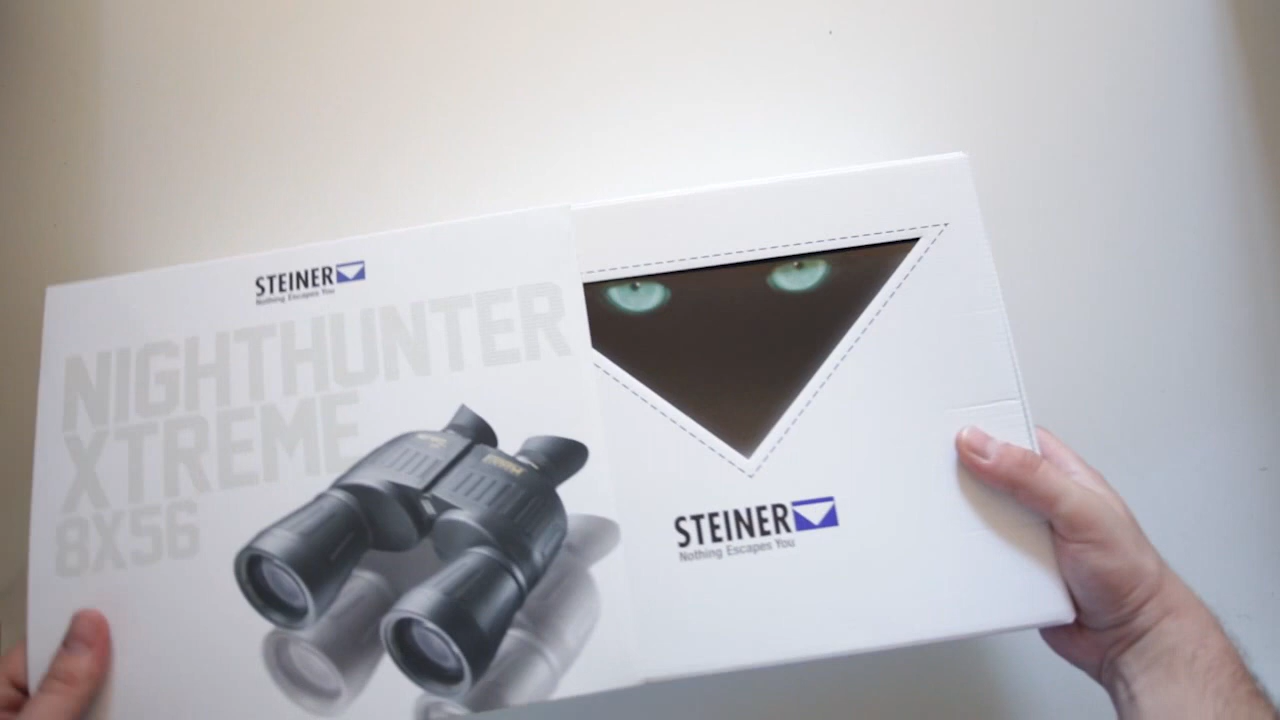 STEINER
Nothing Escapes You
NIGHTHUNTER
XTREME
8X56
STEINER
Nothing Escapes You